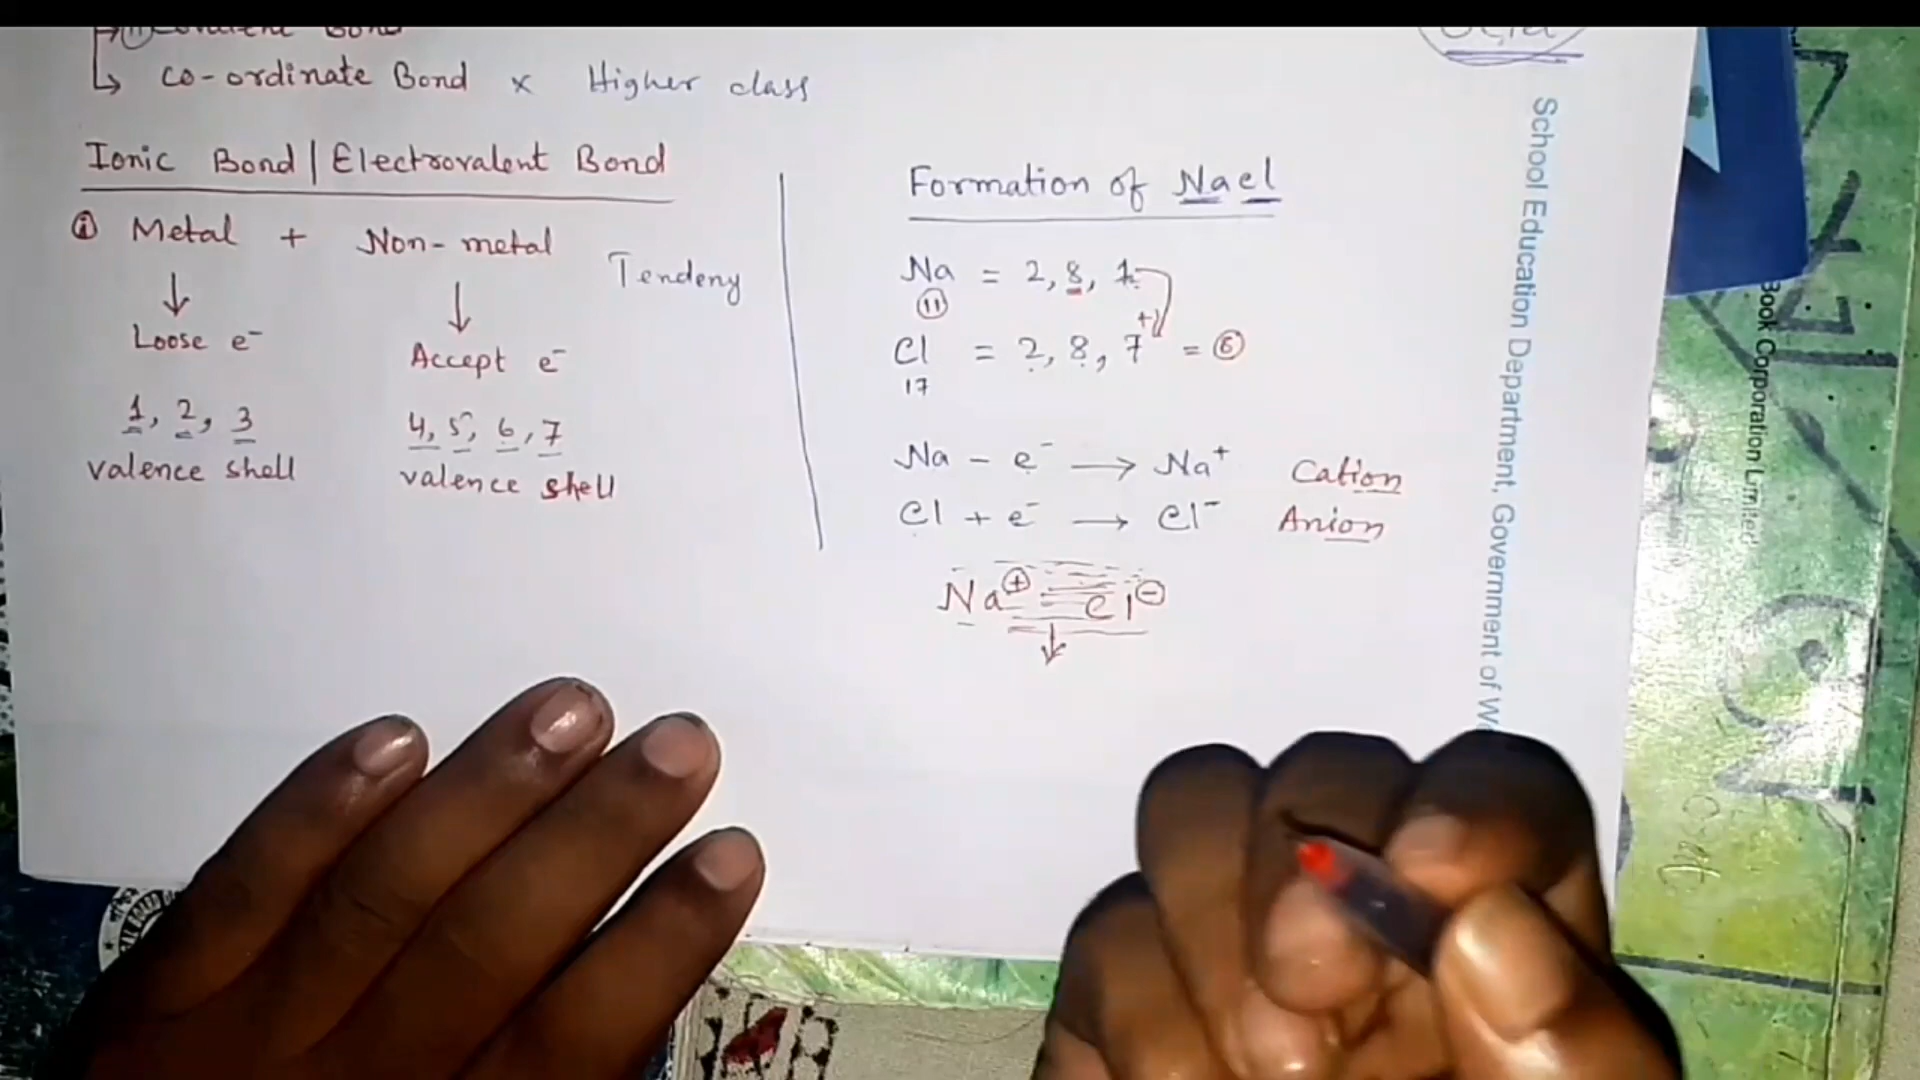 Bond
↳ Co-ordinate Bond × Higher class
Ionic Bond | Electrovalent Bond
ⓘ Metal + Non-metal
↓ ↓
Loose e⁻ Accept e⁻
Tendeny
1, 2, 3 4, 5, 6, 7
valence shell valence shell
Formation of Nacl
Na = 2, 8, 1
⑪
+1
Cl = 2, 8, 7 = ⑥
17
Na - e⁻ → Na⁺ Cation
Cl + e⁻ → Cl⁻ Anion
Na⊕ Cl⊖
↓
School Education Department, Government of W
Book Corporation Limited